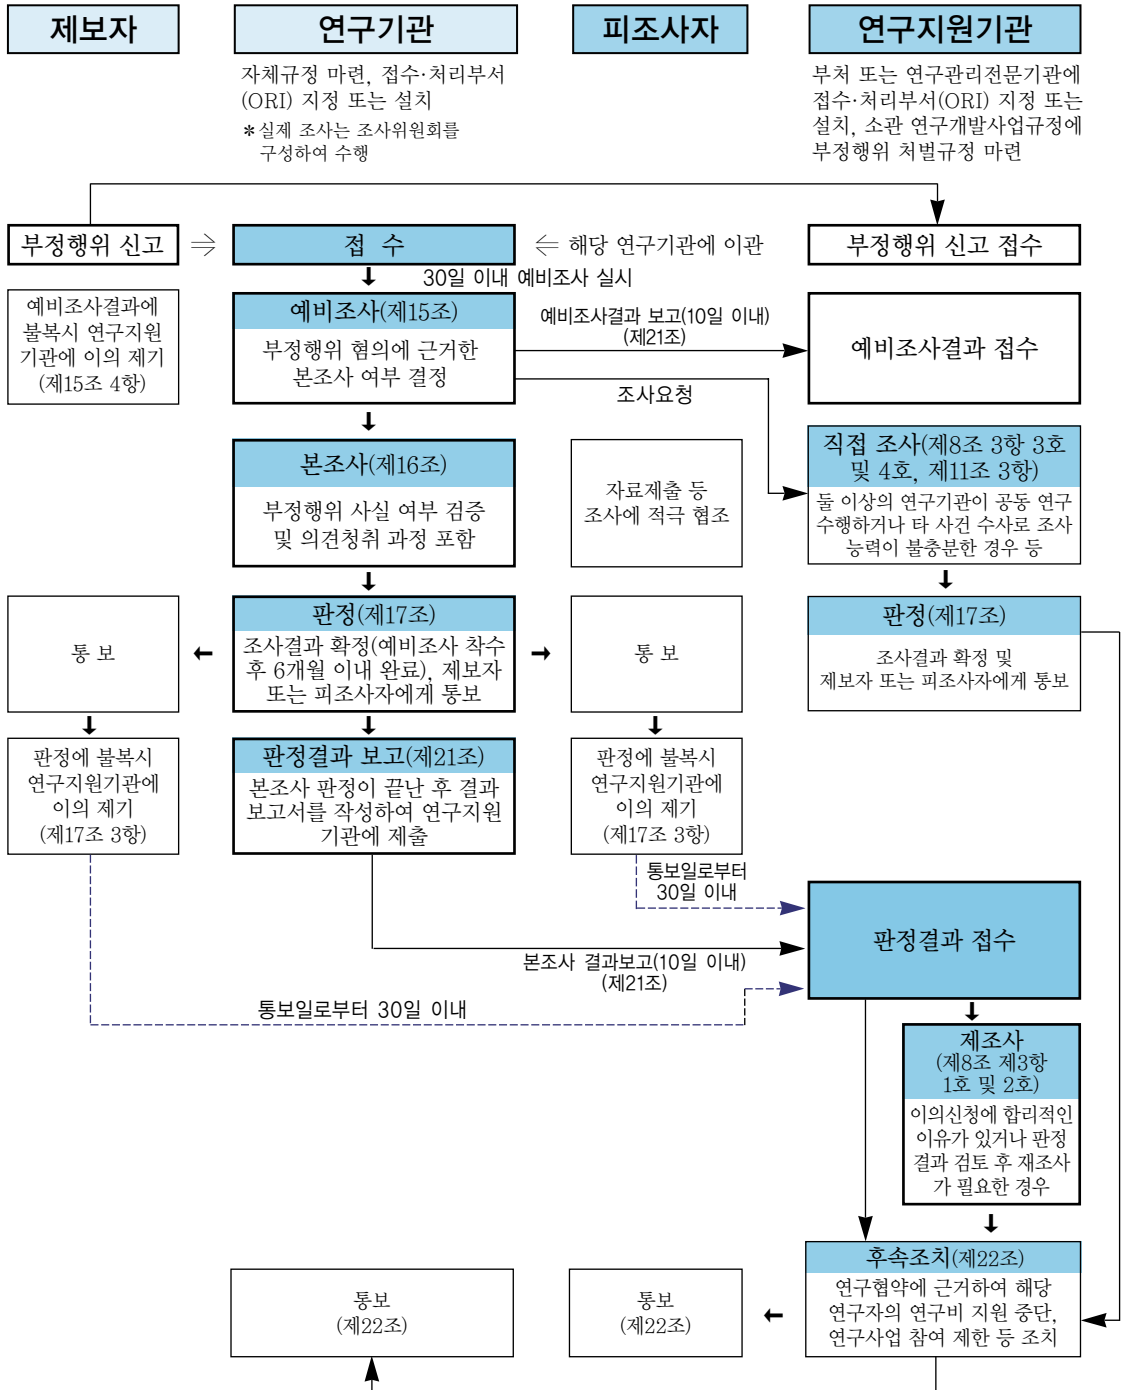 제보자
연구기관
피조사자
연구지원기관
자체규정 마련, 접수·처리부서
(ORI) 지정 또는 설치
*실제 조사는 조사위원회를
구성하여 수행
부처 또는 연구관리전문기관에
접수·처리부서(ORI) 지정 또는
설치, 소관 연구개발사업규정에
부정행위 처벌규정 마련
부정행위 신고 ⇒
접 수
⇐ 해당 연구기관에 이관
부정행위 신고 접수
30일 이내 예비조사 실시
예비조사결과에
불복시 연구지원
기관에 이의 제기
(제15조 4항)
예비조사(제15조)
부정행위 혐의에 근거한
본조사 여부 결정
예비조사결과 보고(10일 이내)
(제21조)
예비조사결과 접수
조사요청
본조사(제16조)
부정행위 사실 여부 검증
및 의견청취 과정 포함
자료제출 등
조사에 적극 협조
직접 조사(제8조 3항 3호
및 4호, 제11조 3항)
둘 이상의 연구기관이 공동 연구
수행하거나 타 사건 수사로 조사
능력이 불충분한 경우 등
통 보
판정(제17조)
조사결과 확정(예비조사 착수
후 6개월 이내 완료), 제보자
또는 피조사자에게 통보
통 보
판정(제17조)
조사결과 확정 및
제보자 또는 피조사자에게 통보
판정에 불복시
연구지원기관에
이의 제기
(제17조 3항)
판정결과 보고(제21조)
본조사 판정이 끝난 후 결과
보고서를 작성하여 연구지원
기관에 제출
판정에 불복시
연구지원기관에
이의 제기
(제17조 3항)
통보일로부터
30일 이내
판정결과 접수
본조사 결과보고(10일 이내)
(제21조)
통보일로부터 30일 이내
제조사
(제8조 제3항
1호 및 2호)
이의신청에 합리적인
이유가 있거나 판정
결과 검토 후 재조사
가 필요한 경우
통보
(제22조)
통보
(제22조)
후속조치(제22조)
연구협약에 근거하여 해당
연구자의 연구비 지원 중단,
연구사업 참여 제한 등 조치